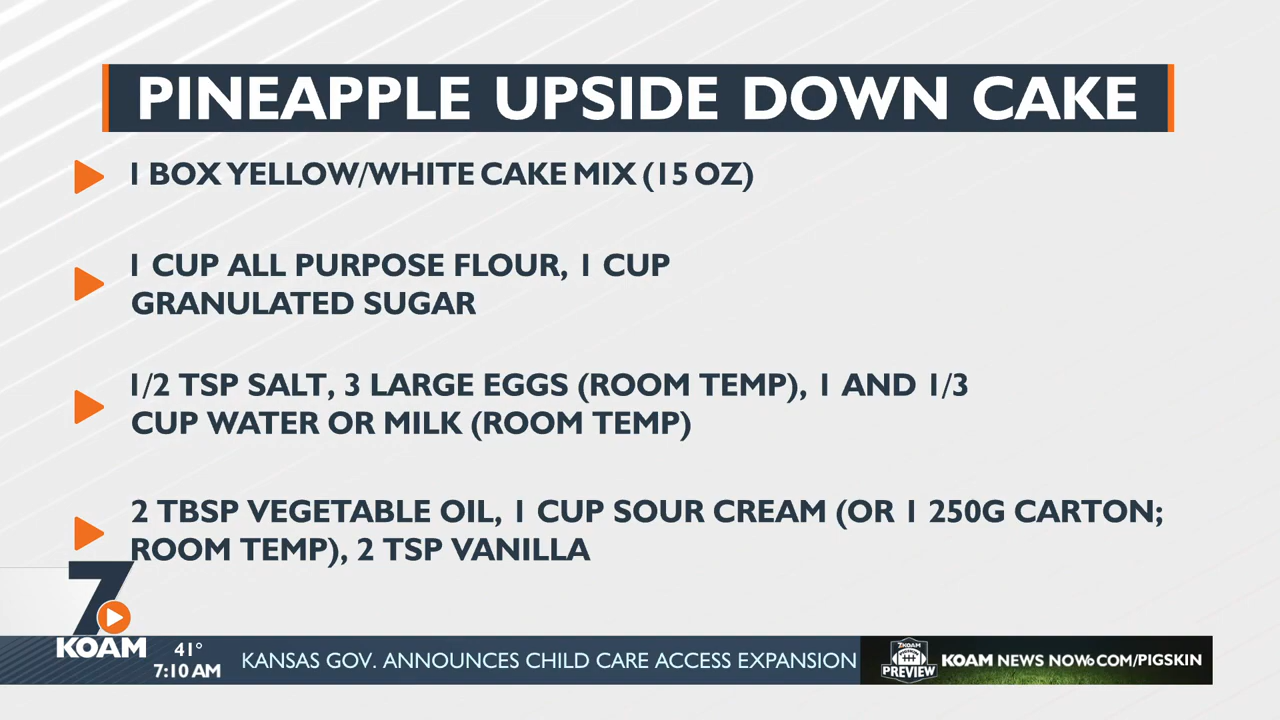 PINEAPPLE UPSIDE DOWN CAKE
1 BOX YELLOW/WHITE CAKE MIX (15 OZ)
1 CUP ALL PURPOSE FLOUR, 1 CUP
GRANULATED SUGAR
1/2 TSP SALT, 3 LARGE EGGS (ROOM TEMP), 1 AND 1/3
CUP WATER OR MILK (ROOM TEMP)
2 TBSP VEGETABLE OIL, 1 CUP SOUR CREAM (OR 1 250G CARTON;
ROOM TEMP), 2 TSP VANILLA
7
KOAM
41°
7:10 AM
KANSAS GOV. ANNOUNCES CHILD CARE ACCESS EXPANSION
7KOAM
PREVIEW
KOAM NEWS NOW.COM/PIGSKIN